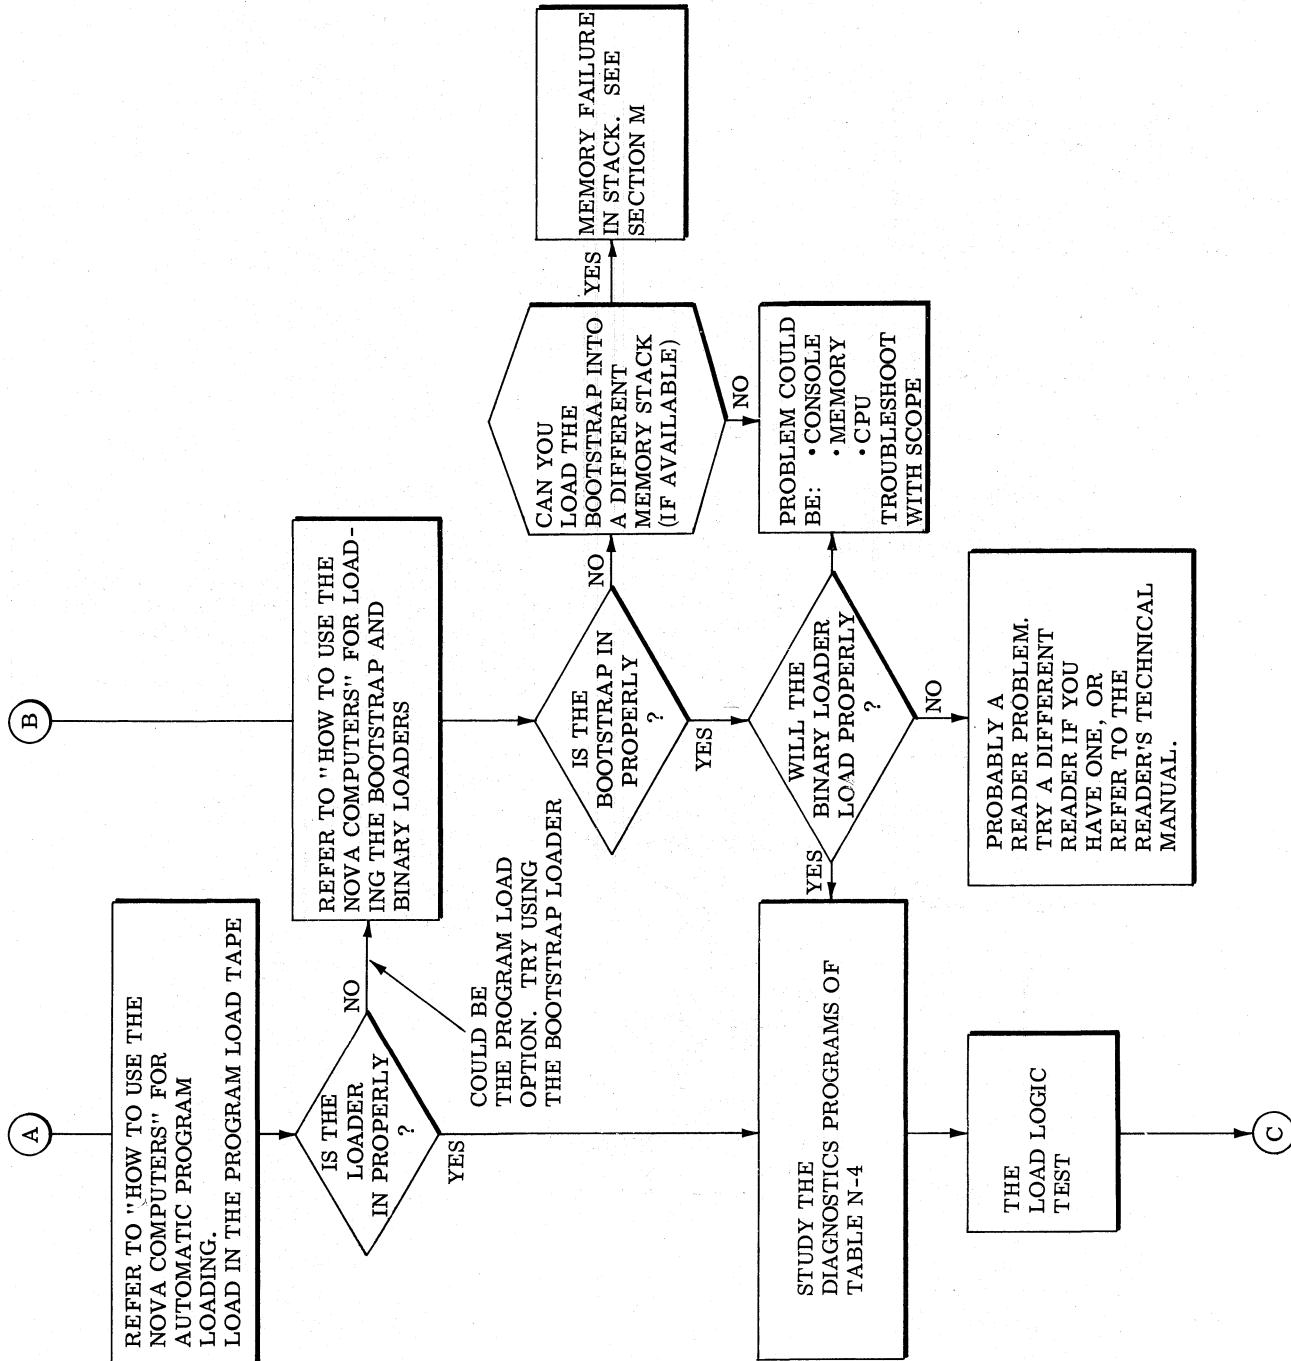 A
REFER TO "HOW TO USE THE
NOVA COMPUTERS" FOR
AUTOMATIC PROGRAM
LOADING.
LOAD IN THE PROGRAM LOAD TAPE
IS THE
LOADER
IN PROPERLY
?
NO
YES
COULD BE
THE PROGRAM LOAD
OPTION. TRY USING
THE BOOTSTRAP LOADER
B
REFER TO "HOW TO USE THE
NOVA COMPUTERS" FOR LOAD-
ING THE BOOTSTRAP AND
BINARY LOADERS
IS THE
BOOTSTRAP IN
PROPERLY
?
NO
YES
CAN YOU
LOAD THE
BOOTSTRAP INTO
A DIFFERENT
MEMORY STACK
(IF AVAILABLE)
YES
NO
MEMORY FAILURE
IN STACK. SEE
SECTION M
PROBLEM COULD
BE: •CONSOLE
•MEMORY
•CPU
TROUBLESHOOT
WITH SCOPE
WILL THE
BINARY LOADER
LOAD PROPERLY
?
YES
NO
PROBABLY A
READER PROBLEM.
TRY A DIFFERENT
READER IF YOU
HAVE ONE, OR
REFER TO THE
READER'S TECHNICAL
MANUAL.
STUDY THE
DIAGNOSTICS PROGRAMS OF
TABLE N-4
THE
LOAD LOGIC
TEST
C